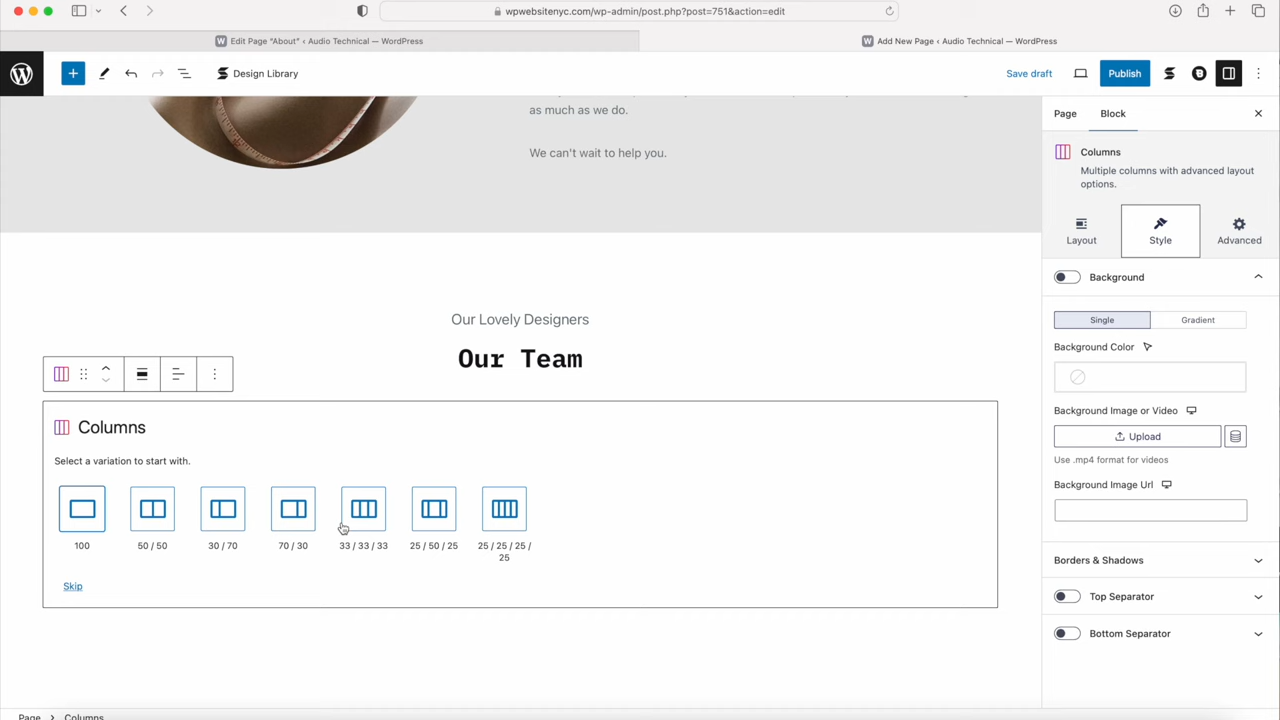 wpwebsitenyc.com/wp-admin/post.php?post=751&action=edit
Edit Page “About” ‹ Audio Technical — WordPress
Add New Page ‹ Audio Technical — WordPress
Design Library
Save draft
Publish
as much as we do.
We can't wait to help you.
Our Lovely Designers
Our Team
Columns
Select a variation to start with.
100
50 / 50
30 / 70
70 / 30
33 / 33 / 33
25 / 50 / 25
25 / 25 / 25 /
25
Skip
Page
Block
Columns
Multiple columns with advanced layout
options.
Layout
Style
Advanced
Background
Single
Gradient
Background Color
Background Image or Video
Upload
Use .mp4 format for videos
Background Image Url
Borders & Shadows
Top Separator
Bottom Separator
Page
Columns